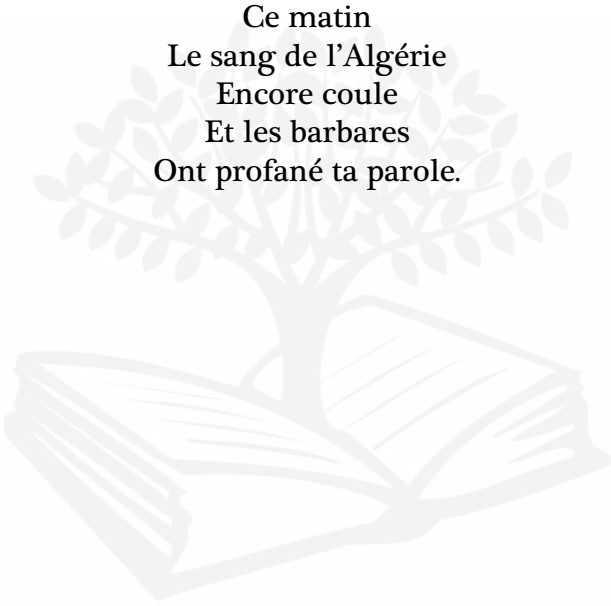 Ce matin
Le sang de l’Algérie
Encore coule
Et les barbares
Ont profané ta parole.